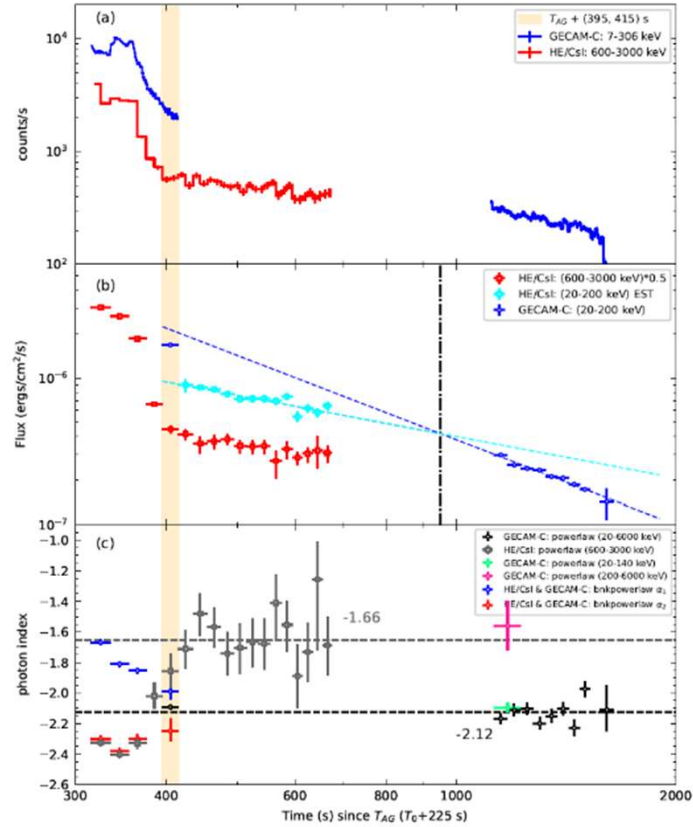 (a)
T_AG + (395, 415) s
GECAM-C: 7-306 keV
HE/CsI: 600-3000 keV
10^4
10^3
10^2
counts/s
(b)
HE/CsI: (600-3000 keV)*0.5
HE/CsI: (20-200 keV) EST
GECAM-C: (20-200 keV)
10^-6
10^-7
Flux (ergs/cm^2/s)
(c)
GECAM-C: powerlaw (20-6000 keV)
HE/CsI: powerlaw (600-3000 keV)
GECAM-C: powerlaw (20-140 keV)
GECAM-C: powerlaw (200-6000 keV)
HE/CsI & GECAM-C: bnkpowerlaw α_1
HE/CsI & GECAM-C: bnkpowerlaw α_2
-1.0
-1.2
-1.4
-1.6
-1.8
-2.0
-2.2
-2.4
-2.6
photon index
-1.66
-2.12
300 400 600 1000 2000
Time (s) since T_AG (T_0+225 s)